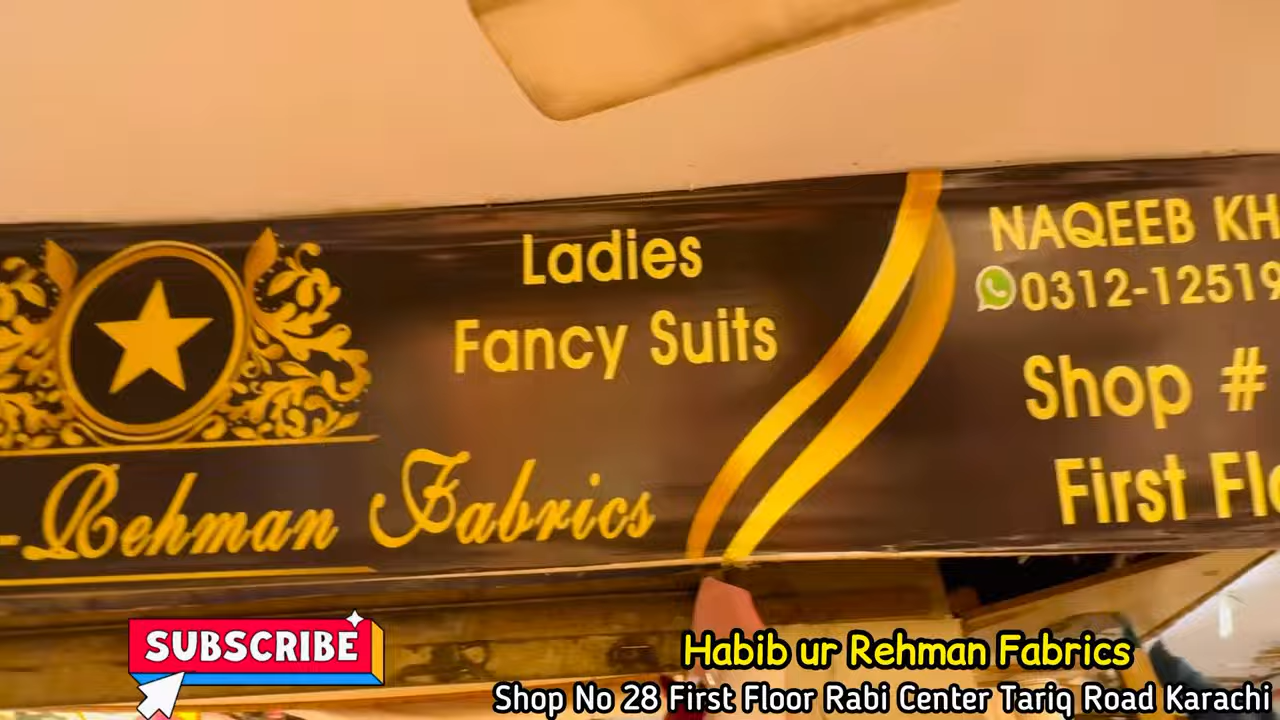 Ladies
Fancy Suits
-Rehman Fabrics
NAQEEB KH
0312-12519
Shop #
First Flo
SUBSCRIBE
Habib ur Rehman Fabrics
Shop No 28 First Floor Rabi Center Tariq Road Karachi